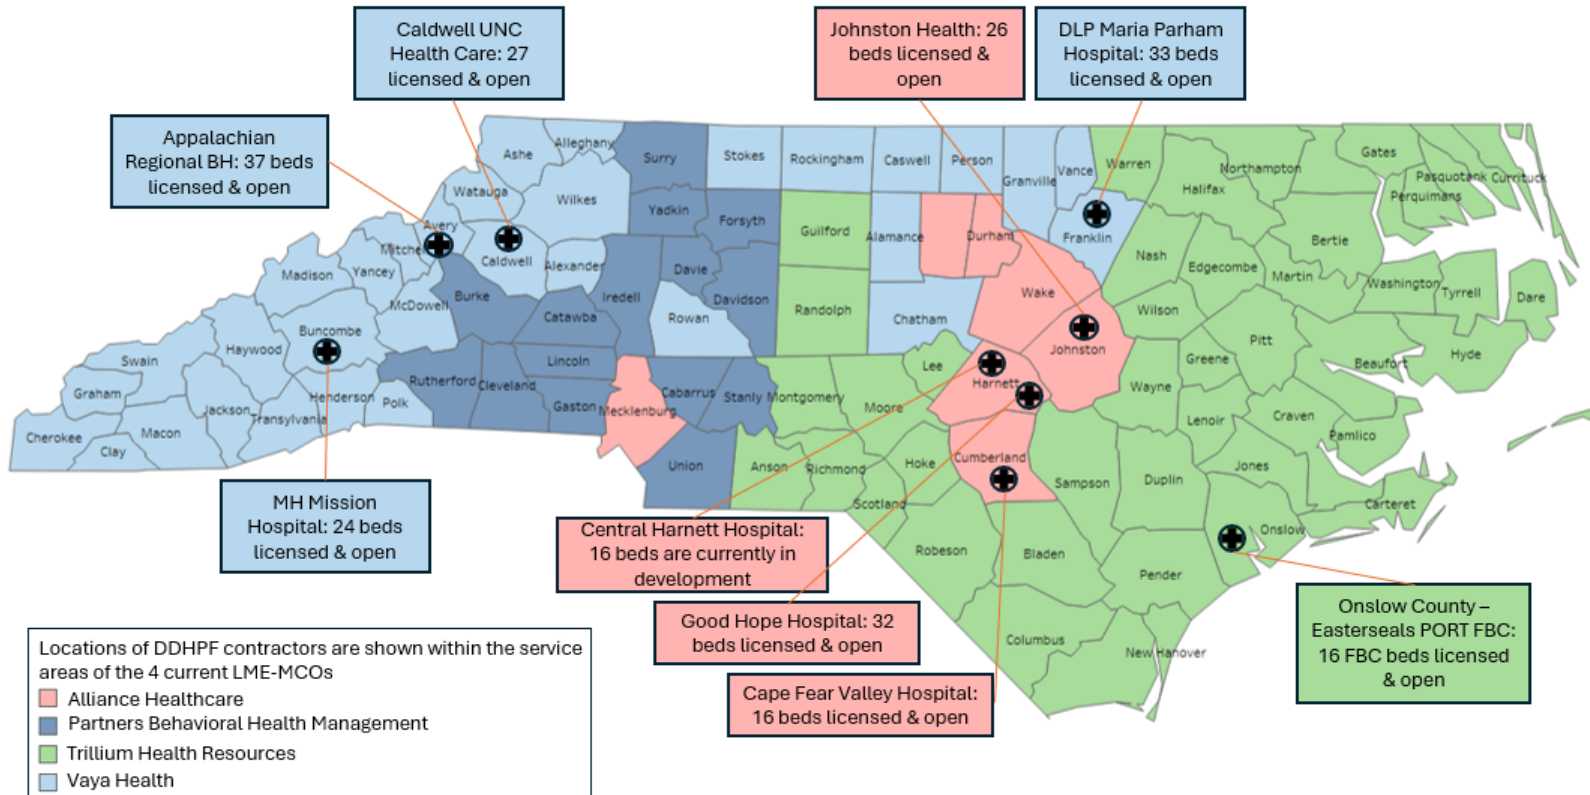 Caldwell UNC
Health Care: 27
licensed & open
Johnston Health: 26
beds licensed &
open
DLP Maria Parham
Hospital: 33 beds
licensed & open
Appalachian
Regional BH: 37 beds
licensed & open
Ashe
Alleghany
Surry
Stokes
Rockingham
Caswell
Person
Granville
Vance
Warren
Northampton
Gates
Pasquotank
Currituck
Perquimans
Halifax
Watauga
Wilkes
Yadkin
Forsyth
Guilford
Alamance
Durham
Franklin
Bertie
Avery
Mitchell
Caldwell
Alexander
Iredell
Davie
Davidson
Randolph
Chatham
Wake
Nash
Edgecombe
Martin
Washington
Tyrrell
Dare
Madison
Yancey
McDowell
Burke
Catawba
Rowan
Johnston
Wilson
Pitt
Greene
Beaufort
Hyde
Swain
Haywood
Buncombe
Rutherford
Cleveland
Lincoln
Gaston
Mecklenburg
Cabarrus
Stanly
Montgomery
Moore
Lee
Harnett
Wayne
Lenoir
Craven
Pamlico
Graham
Jackson
Transylvania
Henderson
Polk
Cherokee
Macon
Clay
Union
Anson
Richmond
Scotland
Hoke
Cumberland
Sampson
Duplin
Jones
Carteret
Onslow
Robeson
Bladen
Pender
Columbus
New Hanover
MH Mission
Hospital: 24 beds
licensed & open
Central Harnett Hospital:
16 beds are currently in
development
Good Hope Hospital: 32
beds licensed & open
Cape Fear Valley Hospital:
16 beds licensed & open
Onslow County –
Easterseals PORT FBC:
16 FBC beds licensed
& open
Locations of DDHPF contractors are shown within the service
areas of the 4 current LME-MCOs
Alliance Healthcare
Partners Behavioral Health Management
Trillium Health Resources
Vaya Health